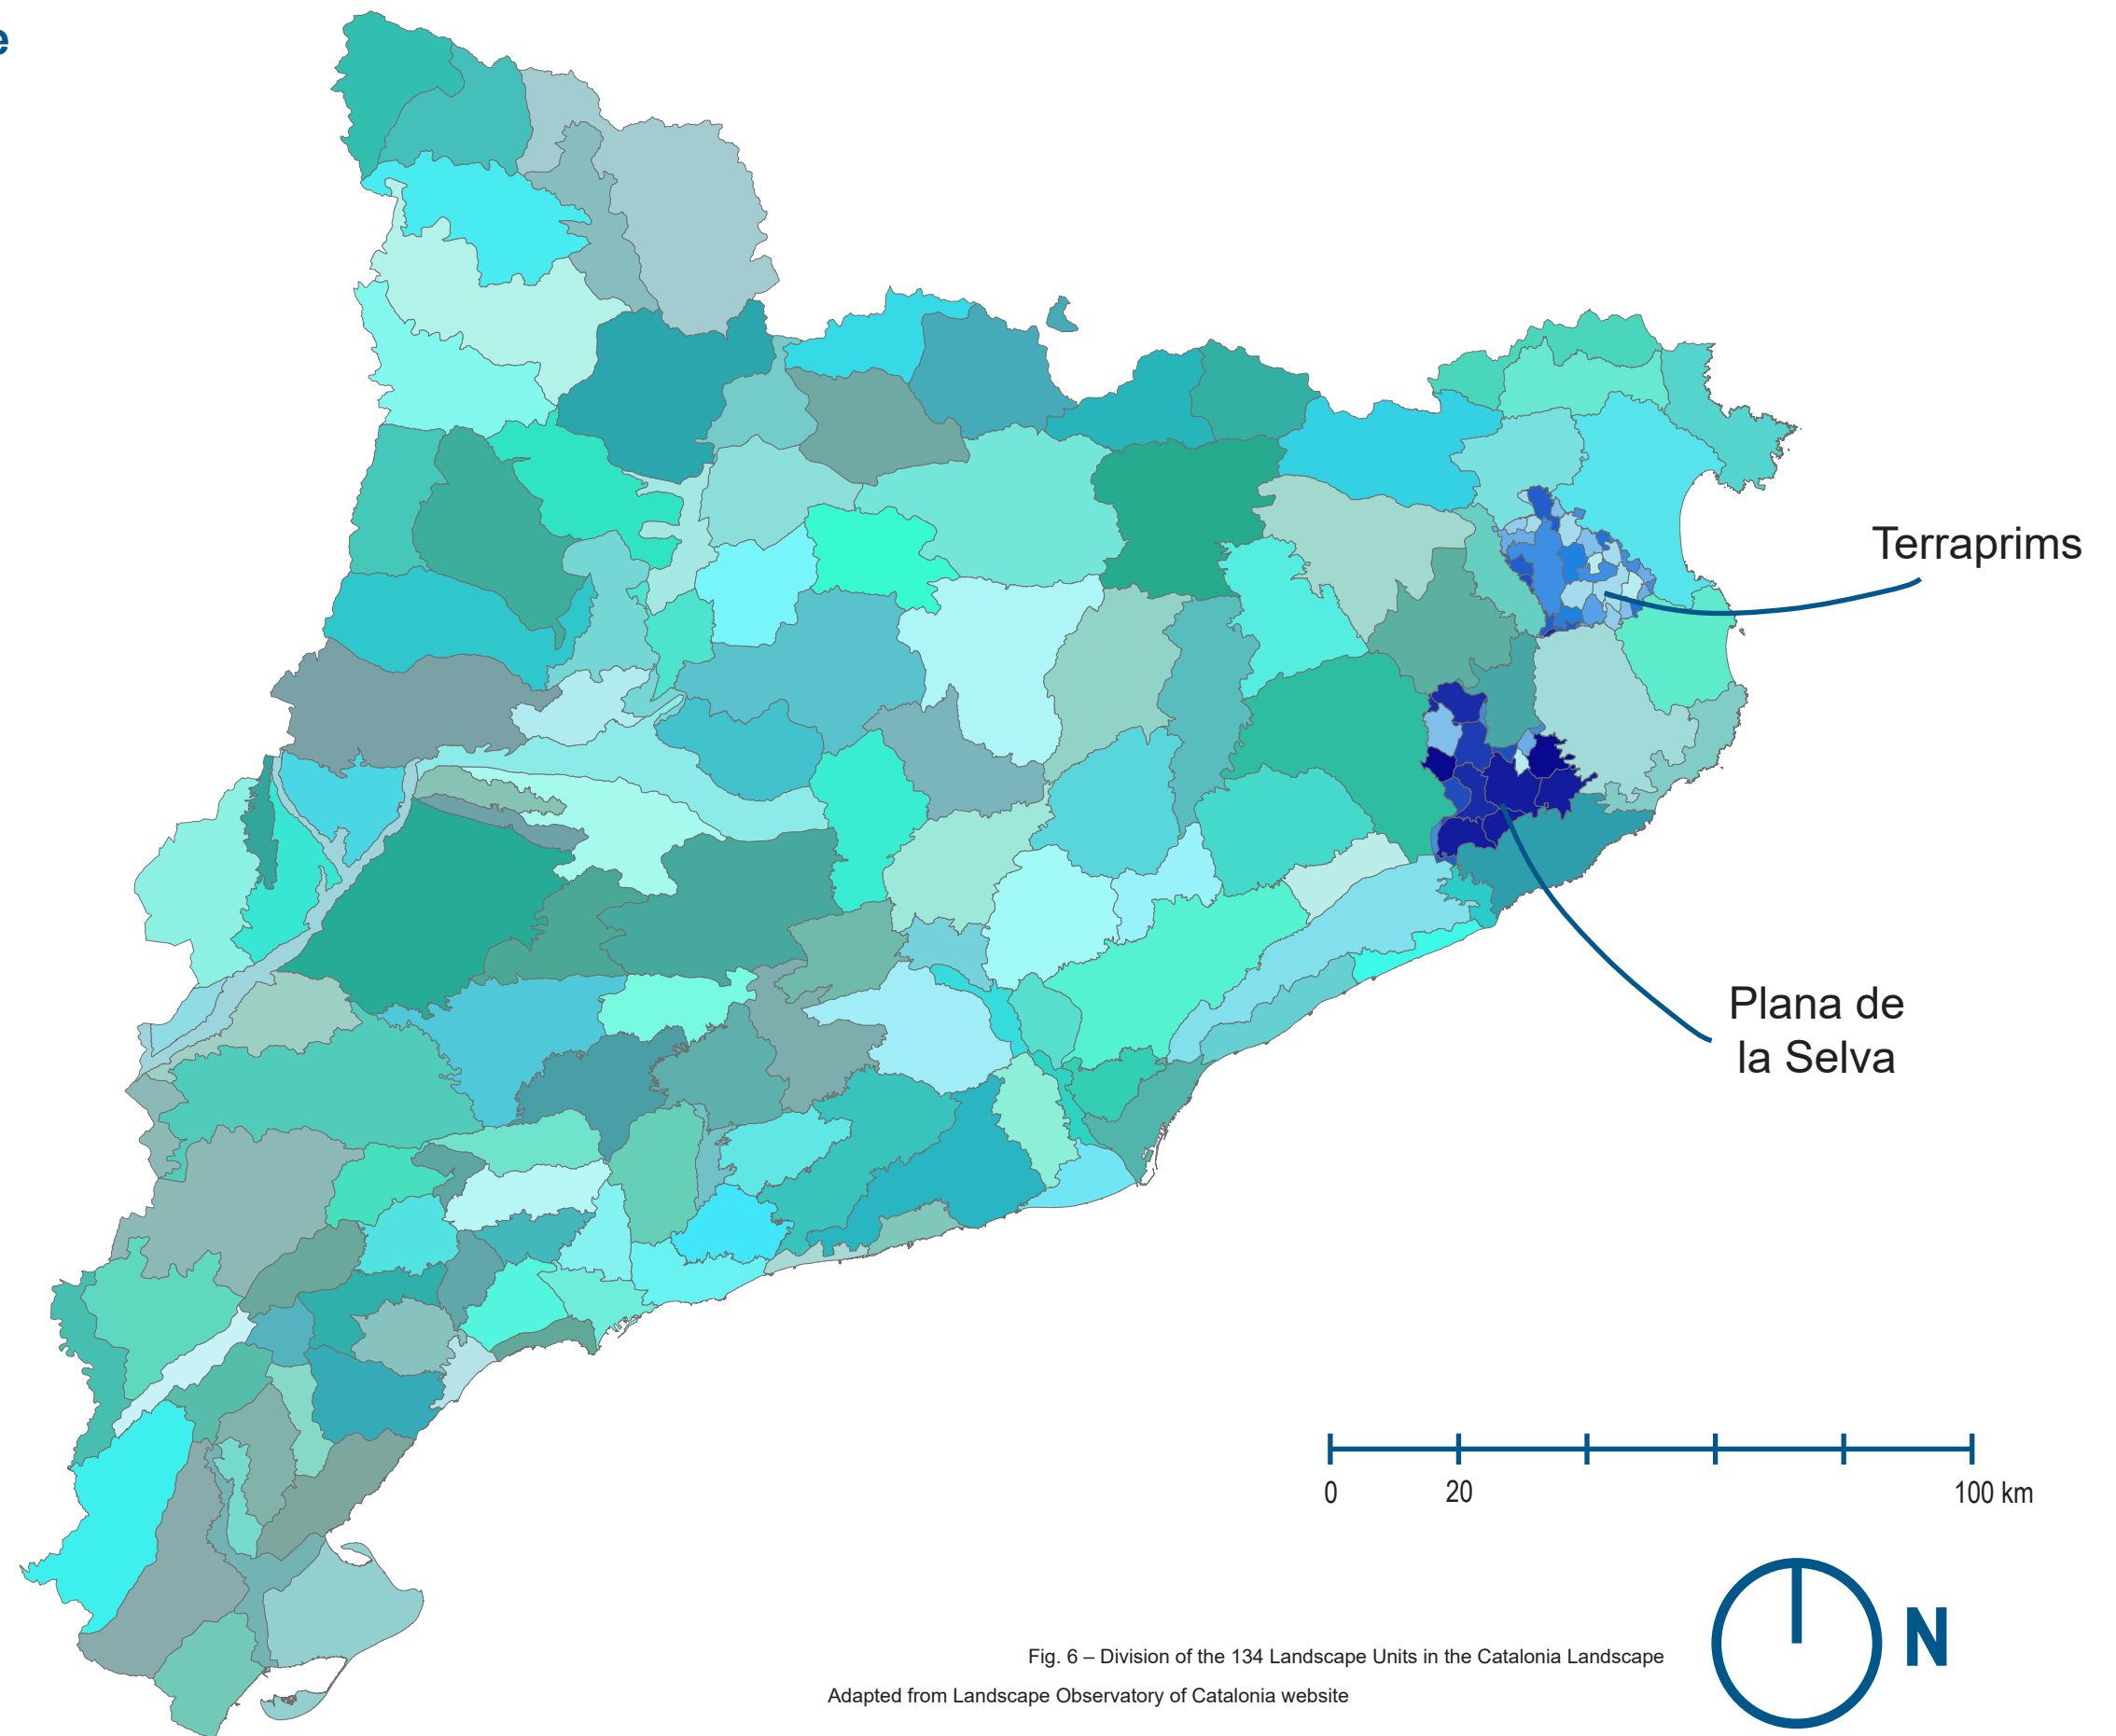 e
Terraprims
Plana de
la Selva
0 20 100 km
N
Fig. 6 – Division of the 134 Landscape Units in the Catalonia Landscape
Adapted from Landscape Observatory of Catalonia website